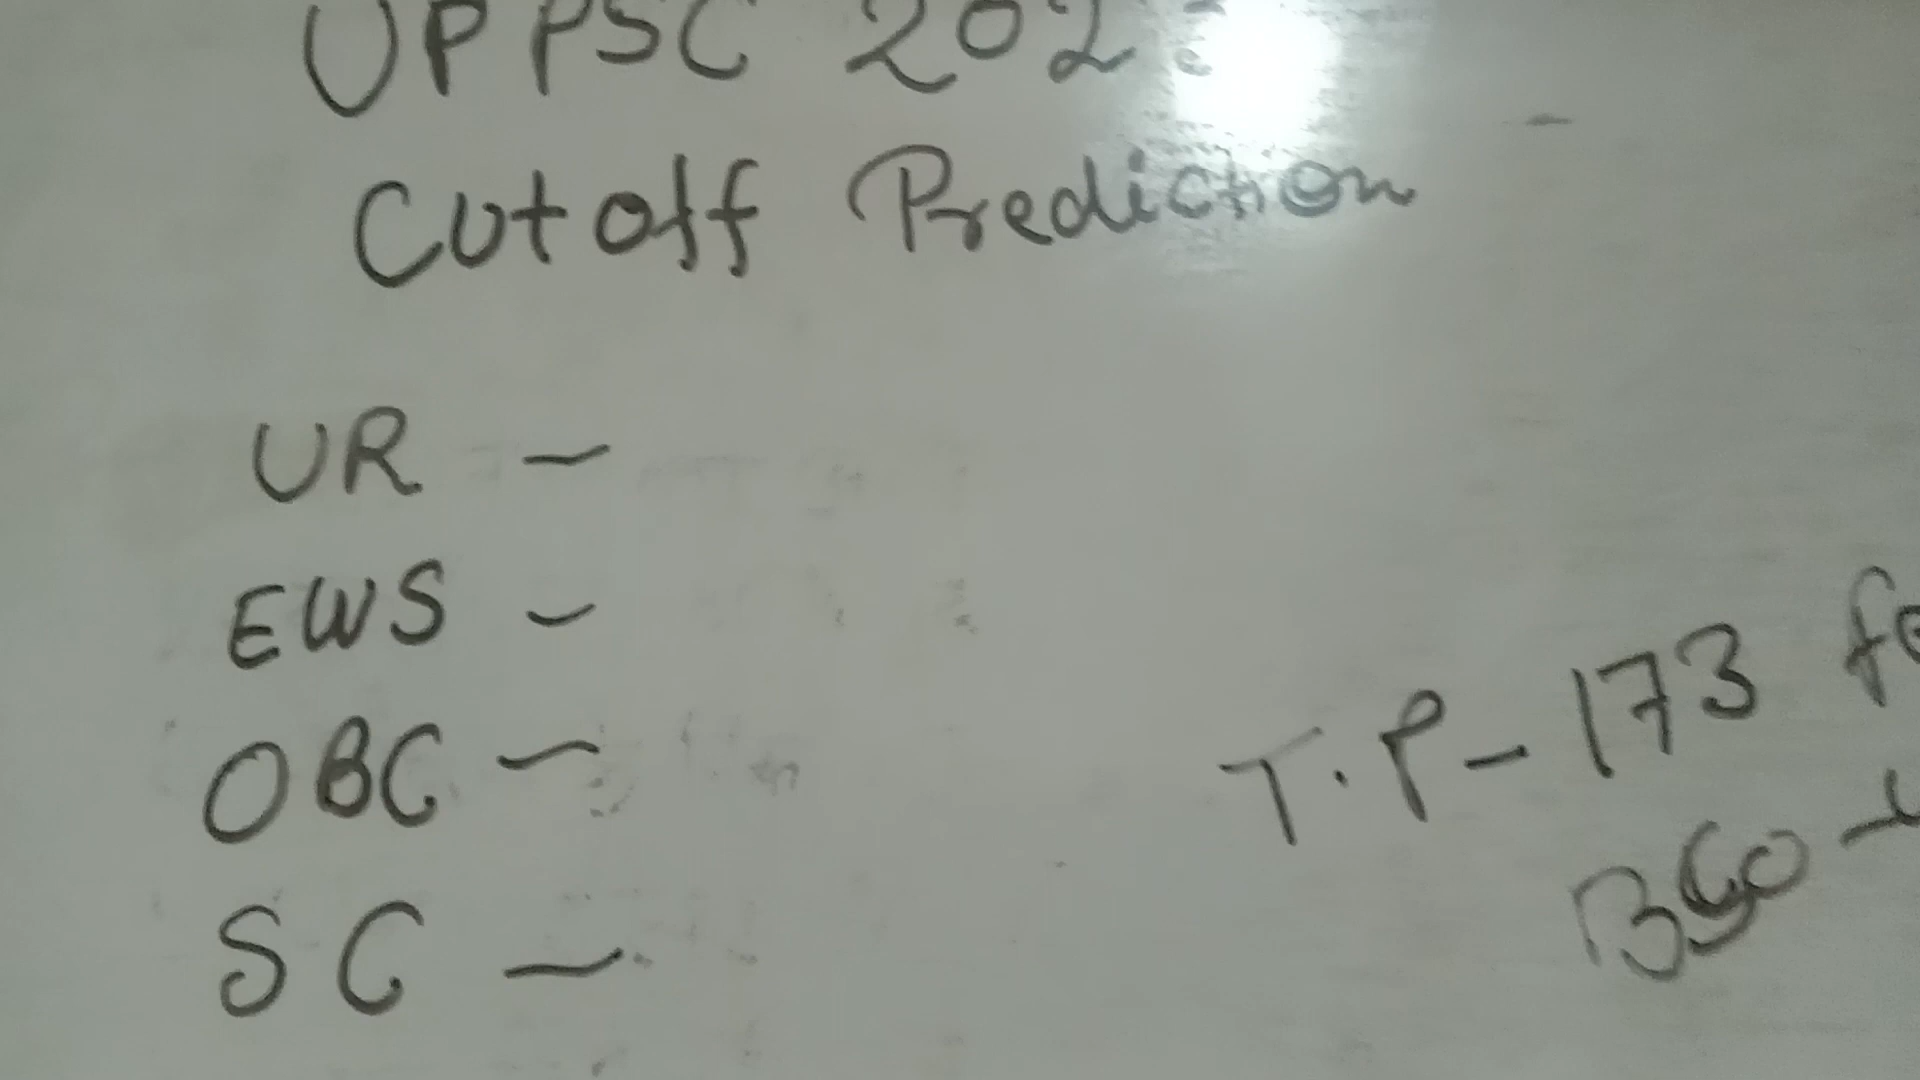 UPPSC 202
Cutoff Prediction
UR -
EWS -
OBC -
SC -
T.P - 173